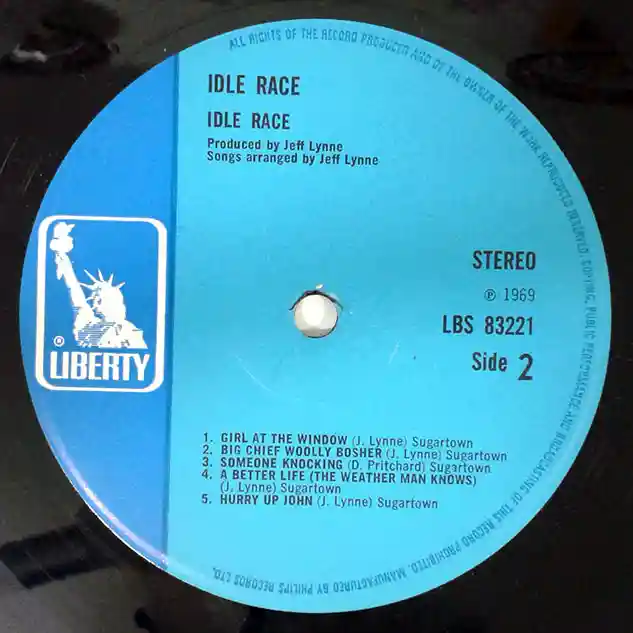 ALL RIGHTS OF THE RECORD PRODUCER AND OF THE OWNER OF THE WORK REPRODUCED RESERVED. COPYING, PUBLIC PERFORMANCE AND BROADCASTING OF THIS RECORD PROHIBITED. MANUFACTURED BY PHILIPS RECORDS LTD.
IDLE RACE
IDLE RACE
Produced by Jeff Lynne
Songs arranged by Jeff Lynne
STEREO
℗ 1969
LBS 83221
Side 2
® LIBERTY
1. GIRL AT THE WINDOW (J. Lynne) Sugartown
2. BIG CHIEF WOOLLY BOSHER (J. Lynne) Sugartown
3. SOMEONE KNOCKING (D. Pritchard) Sugartown
4. A BETTER LIFE (THE WEATHER MAN KNOWS)
(J. Lynne) Sugartown
5. HURRY UP JOHN (J. Lynne) Sugartown